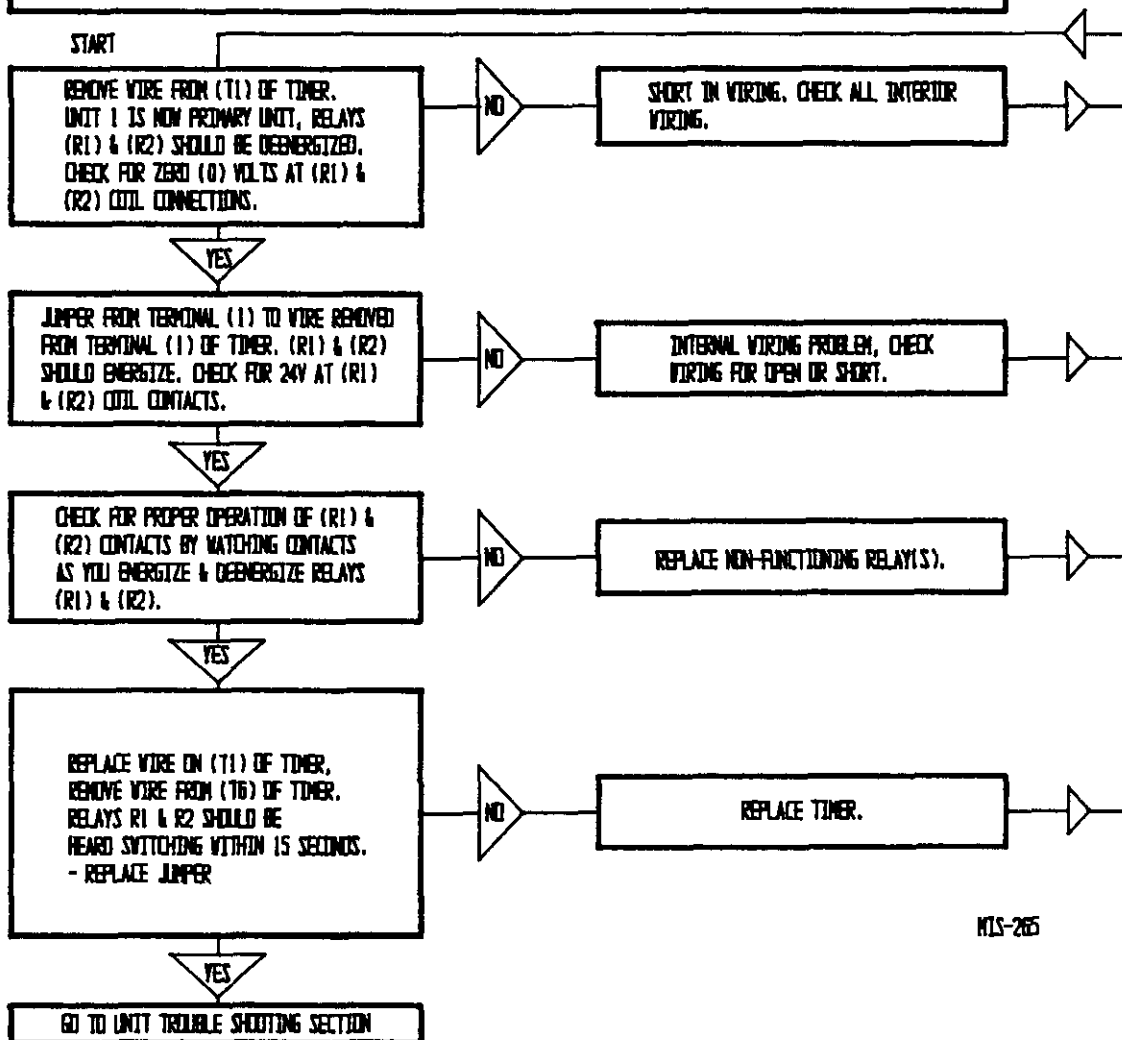 START
REMOVE WIRE FROM (T1) OF TIMER.
UNIT 1 IS NOW PRIMARY UNIT, RELAYS
(R1) & (R2) SHOULD BE DEENERGIZED.
CHECK FOR ZERO (0) VOLTS AT (R1) &
(R2) COIL CONNECTIONS.
NO
SHORT IN WIRING. CHECK ALL INTERIOR
WIRING.
YES
JUMPER FROM TERMINAL (1) TO WIRE REMOVED
FROM TERMINAL (1) OF TIMER. (R1) & (R2)
SHOULD ENERGIZE. CHECK FOR 24V AT (R1)
& (R2) COIL CONTACTS.
NO
INTERNAL WIRING PROBLEM, CHECK
WIRING FOR OPEN OR SHORT.
YES
CHECK FOR PROPER OPERATION OF (R1) &
(R2) CONTACTS BY WATCHING CONTACTS
AS YOU ENERGIZE & DEENERGIZE RELAYS
(R1) & (R2).
NO
REPLACE NON-FUNCTIONING RELAY(S).
YES
REPLACE WIRE ON (T1) OF TIMER,
REMOVE WIRE FROM (T6) OF TIMER.
RELAYS R1 & R2 SHOULD BE
HEARD SWITCHING WITHIN 15 SECONDS.
- REPLACE JUMPER
NO
REPLACE TIMER.
MIS-265
YES
GO TO UNIT TROUBLE SHOOTING SECTION